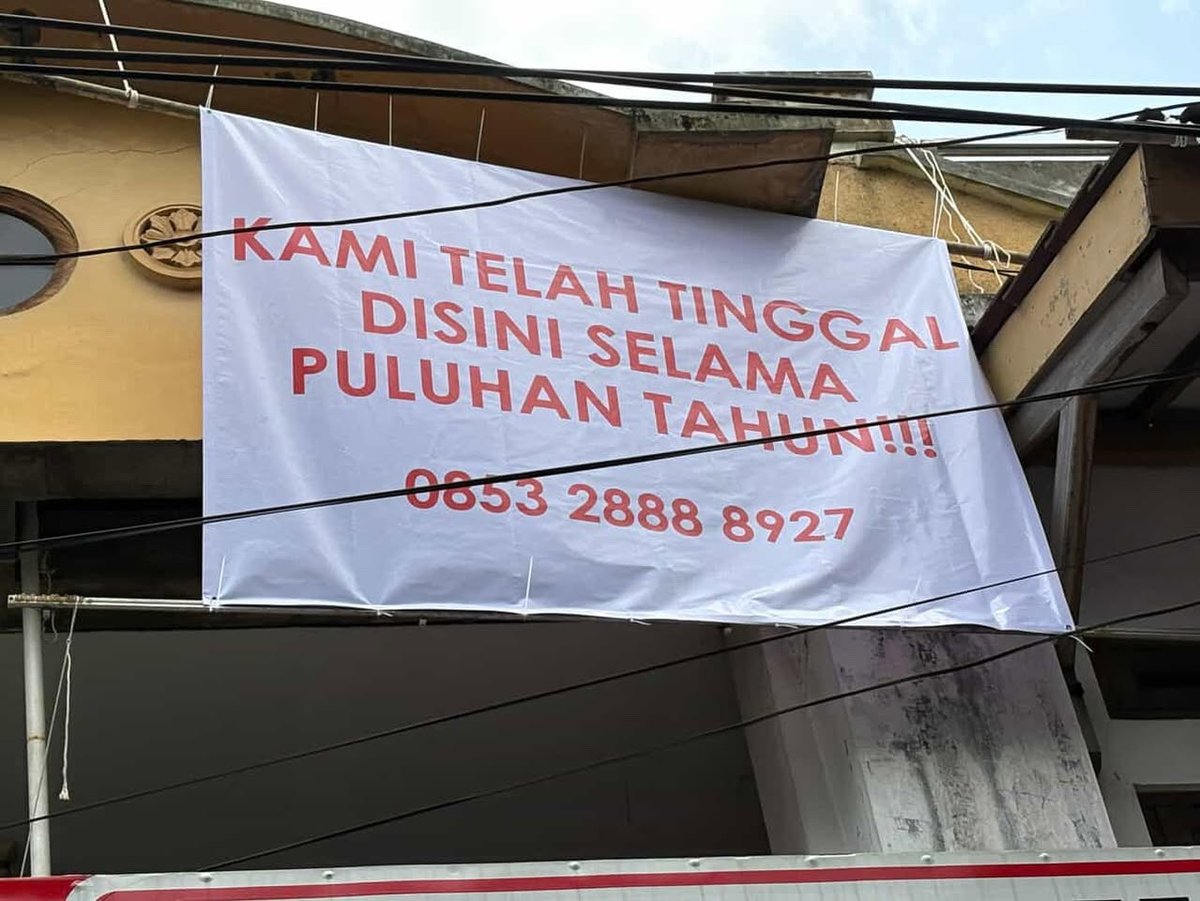 KAMI TELAH TINGGAL
DISINI SELAMA
PULUHAN TAHUN!!!
0853 2888 8927